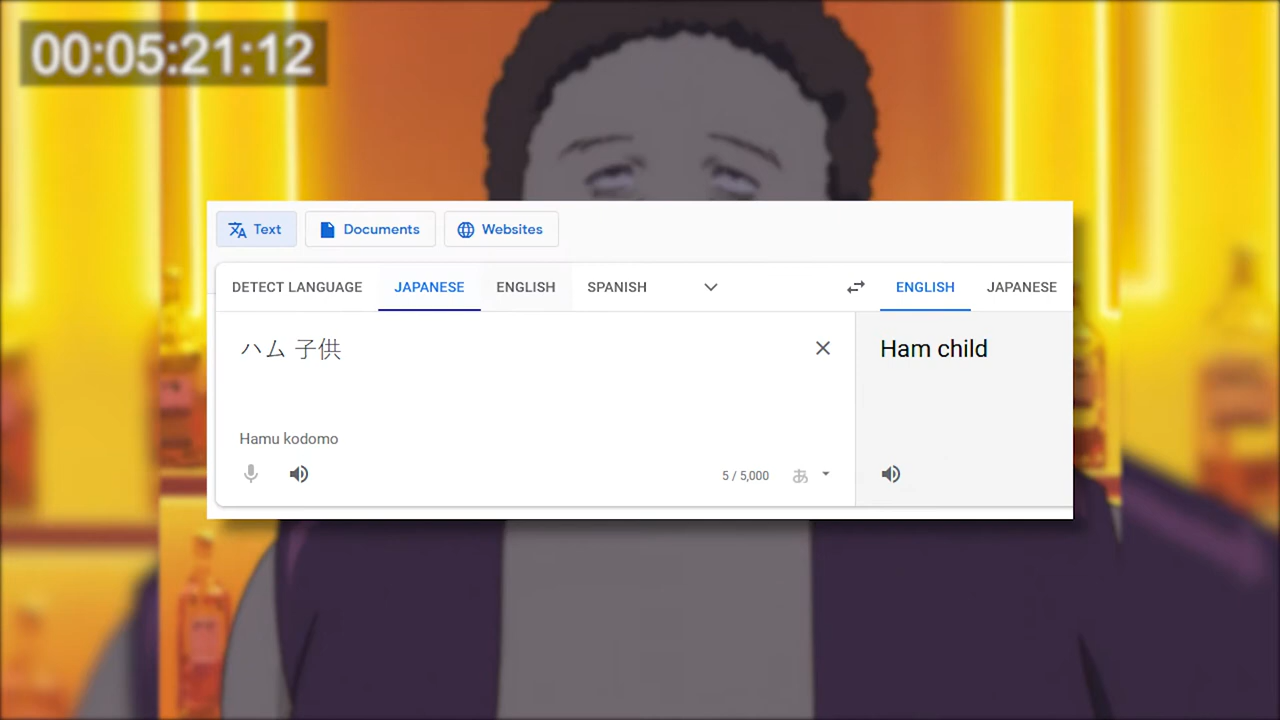 00:05:21:12
Text Documents Websites
DETECT LANGUAGE JAPANESE ENGLISH SPANISH ENGLISH JAPANESE
ハム 子供
Ham child
Hamu kodomo
5 / 5,000 あ